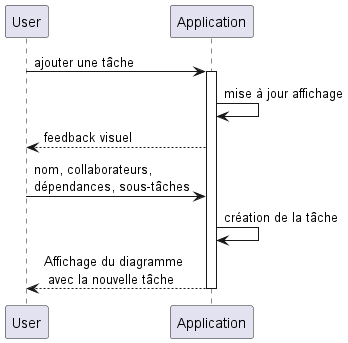 User Application
ajouter une tâche
mise à jour affichage
feedback visuel
nom, collaborateurs,
dépendances, sous-tâches
création de la tâche
Affichage du diagramme
avec la nouvelle tâche
User Application